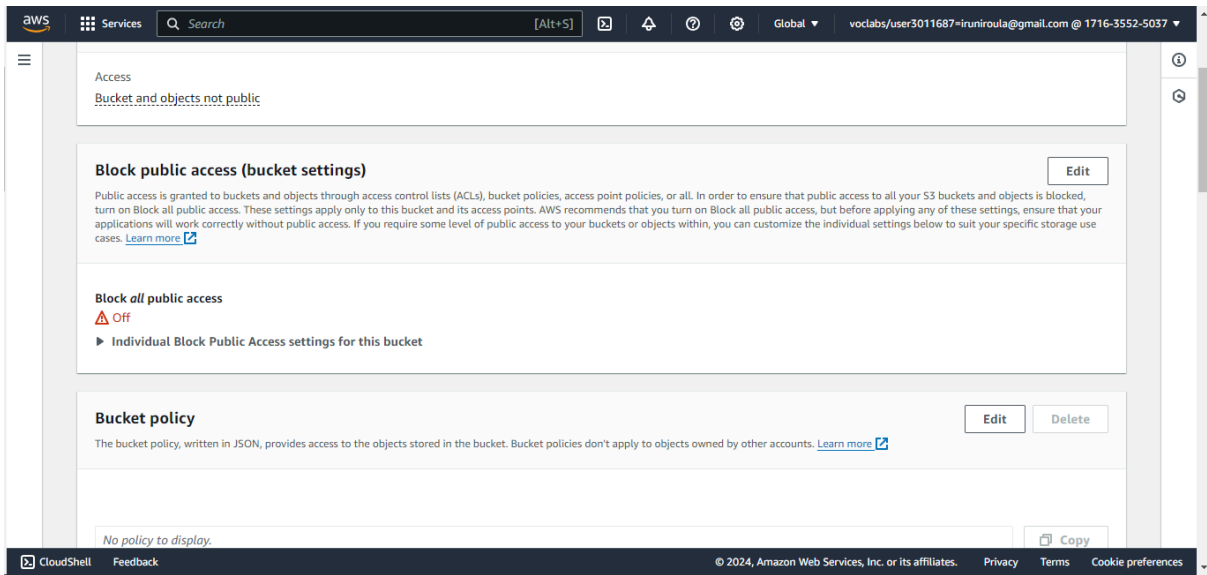 aws
Services
Search
[Alt+S]
Global
voclabs/user3011687=iruniroula@gmail.com @ 1716-3552-5037
Access
Bucket and objects not public
Block public access (bucket settings)
Edit
Public access is granted to buckets and objects through access control lists (ACLs), bucket policies, access point policies, or all. In order to ensure that public access to all your S3 buckets and objects is blocked,
turn on Block all public access. These settings apply only to this bucket and its access points. AWS recommends that you turn on Block all public access, but before applying any of these settings, ensure that your
applications will work correctly without public access. If you require some level of public access to your buckets or objects within, you can customize the individual settings below to suit your specific storage use
cases. Learn more
Block all public access
Off
Individual Block Public Access settings for this bucket
Bucket policy
Edit
Delete
The bucket policy, written in JSON, provides access to the objects stored in the bucket. Bucket policies don't apply to objects owned by other accounts. Learn more
No policy to display.
Copy
CloudShell
Feedback
© 2024, Amazon Web Services, Inc. or its affiliates.
Privacy
Terms
Cookie preferences